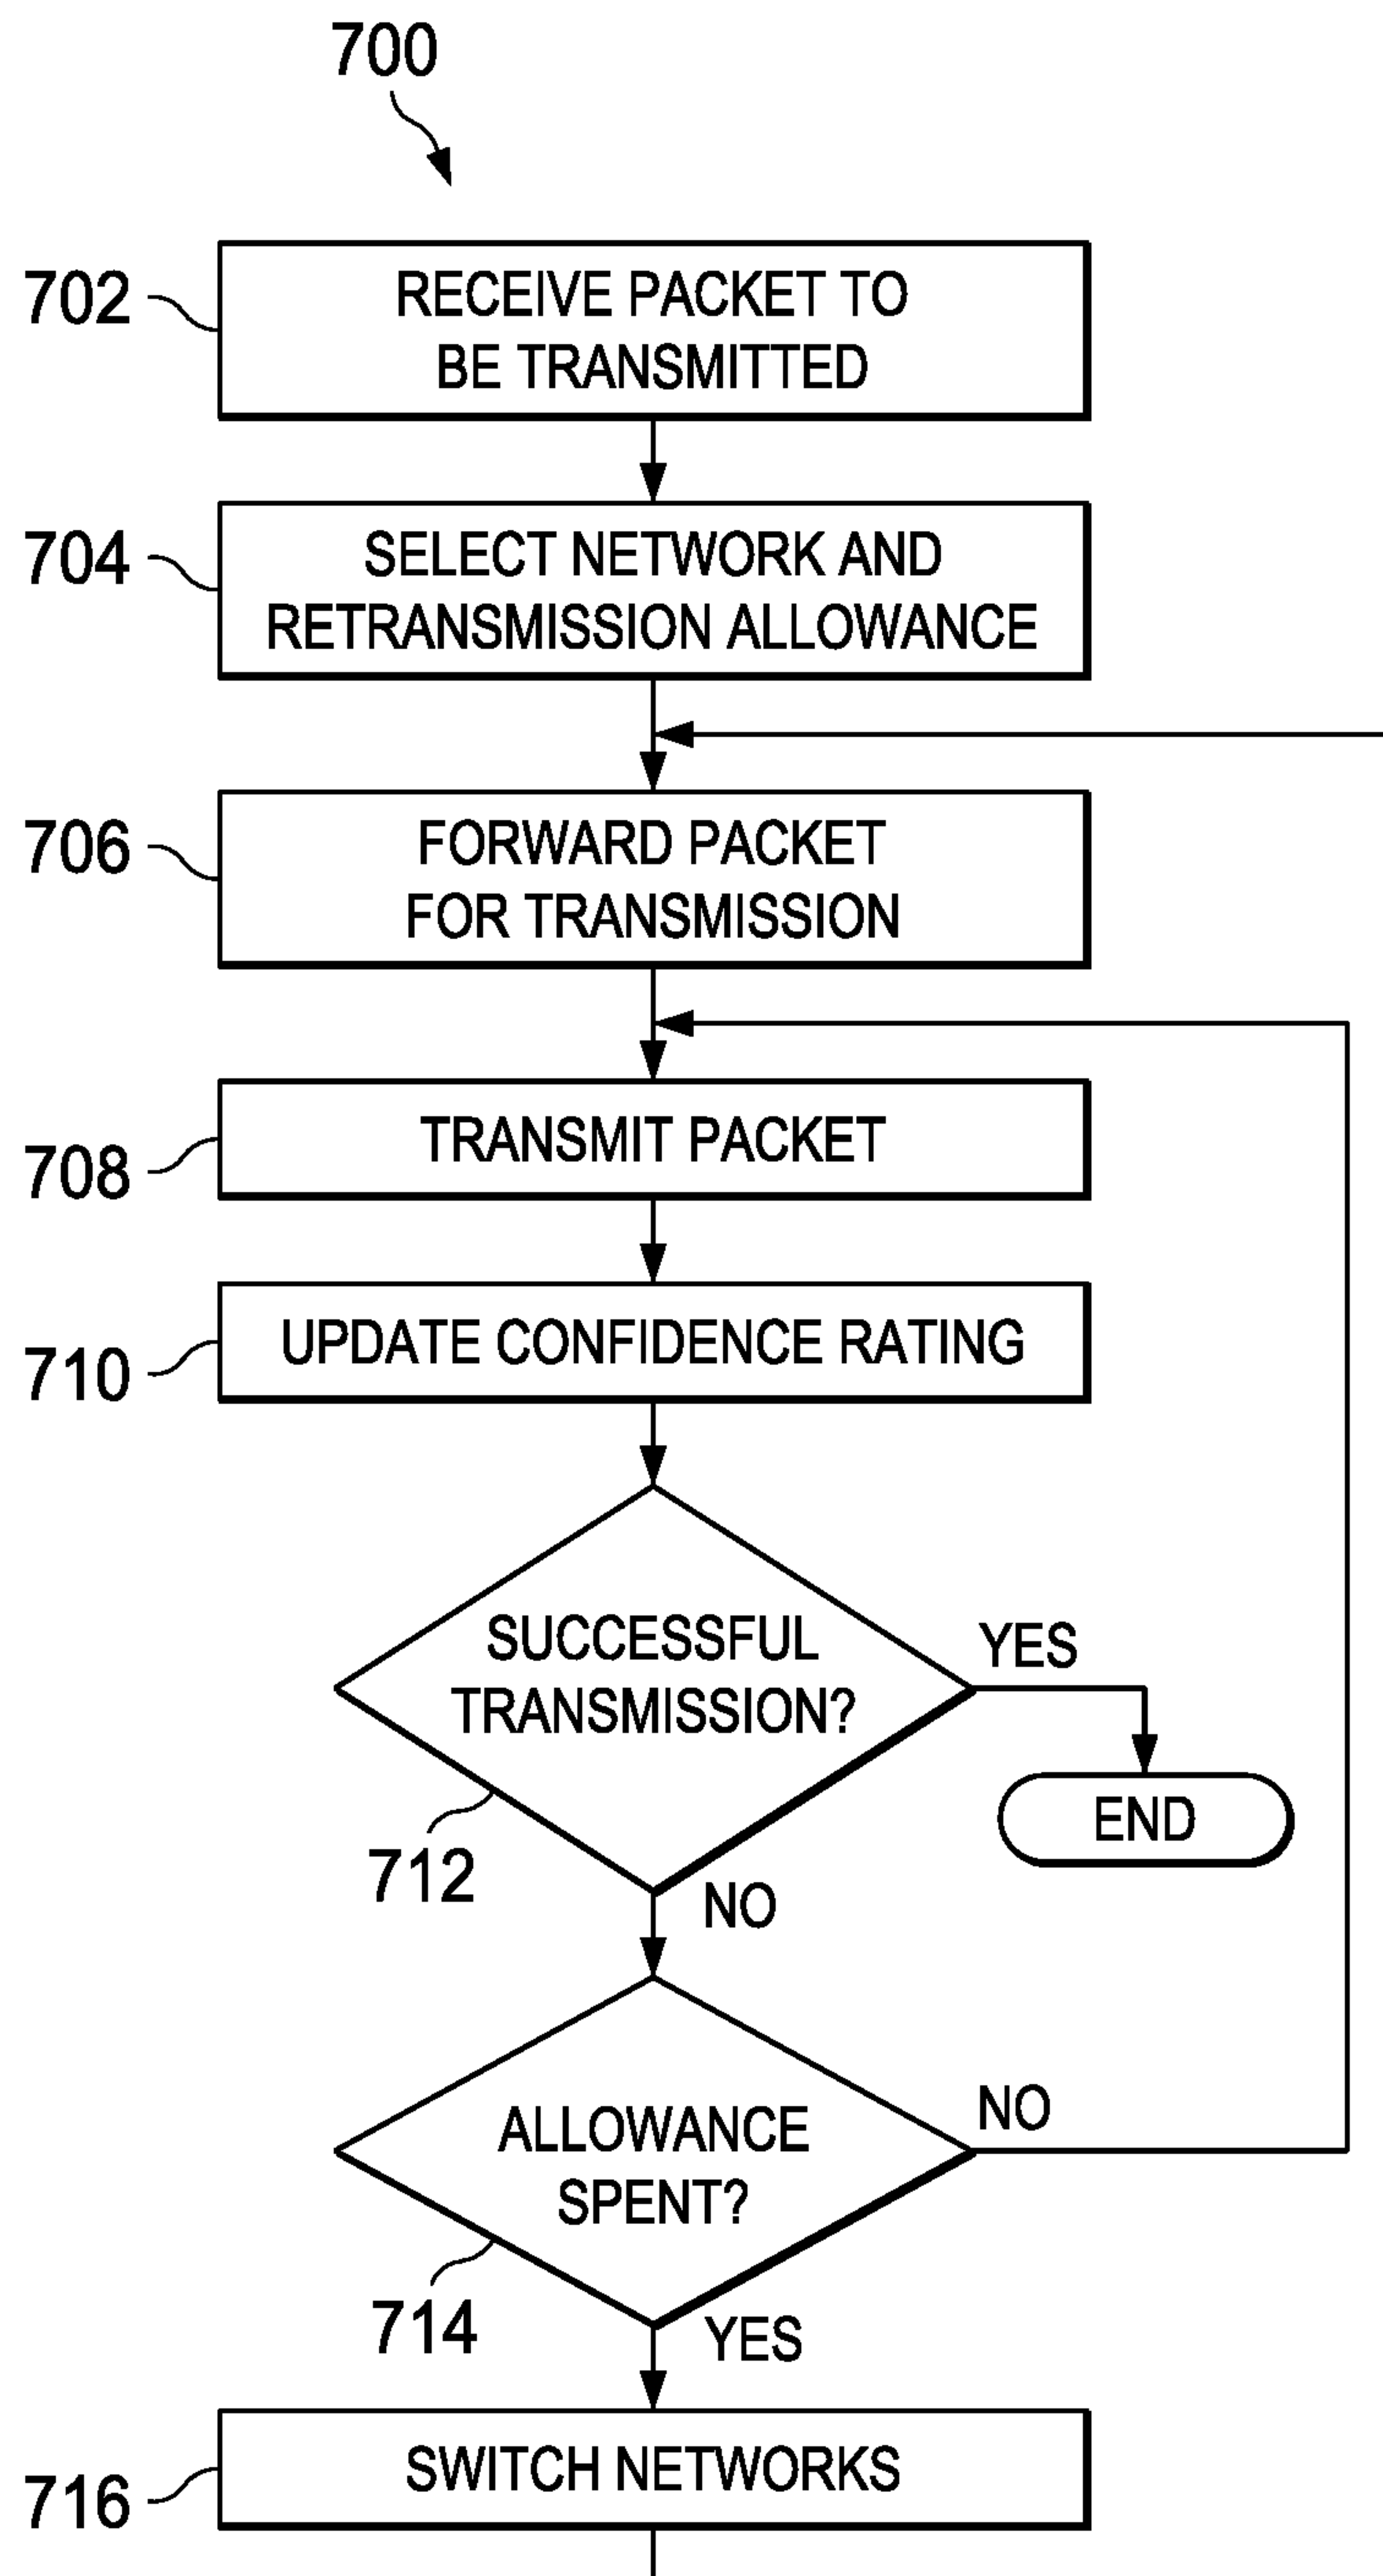 700
702
RECEIVE PACKET TO
BE TRANSMITTED
704
SELECT NETWORK AND
RETRANSMISSION ALLOWANCE
706
FORWARD PACKET
FOR TRANSMISSION
708
TRANSMIT PACKET
710
UPDATE CONFIDENCE RATING
SUCCESSFUL
TRANSMISSION?
YES
END
712
NO
ALLOWANCE
SPENT?
NO
714
YES
716
SWITCH NETWORKS